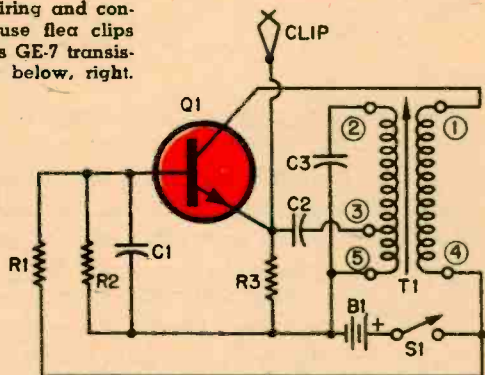 iring and con-
use flea clips
s GE-7 transis-
below, right.
CLIP
Q1
②
①
C3
C2
③
R1
R2
C1
R3
⑤
④
T1
B1
+
S1